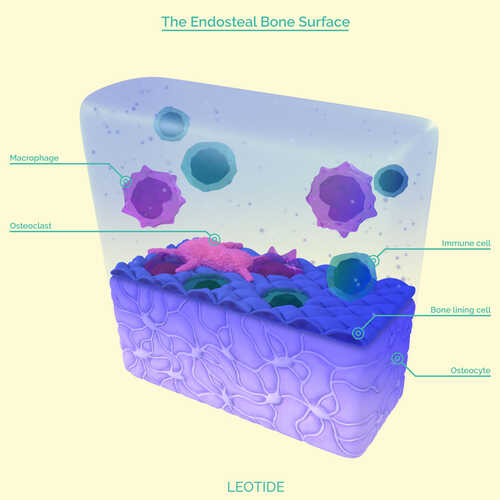 The Endosteal Bone Surface
Macrophage
Osteoclast
Immune cell
Bone lining cell
Osteocyte
LEOTIDE